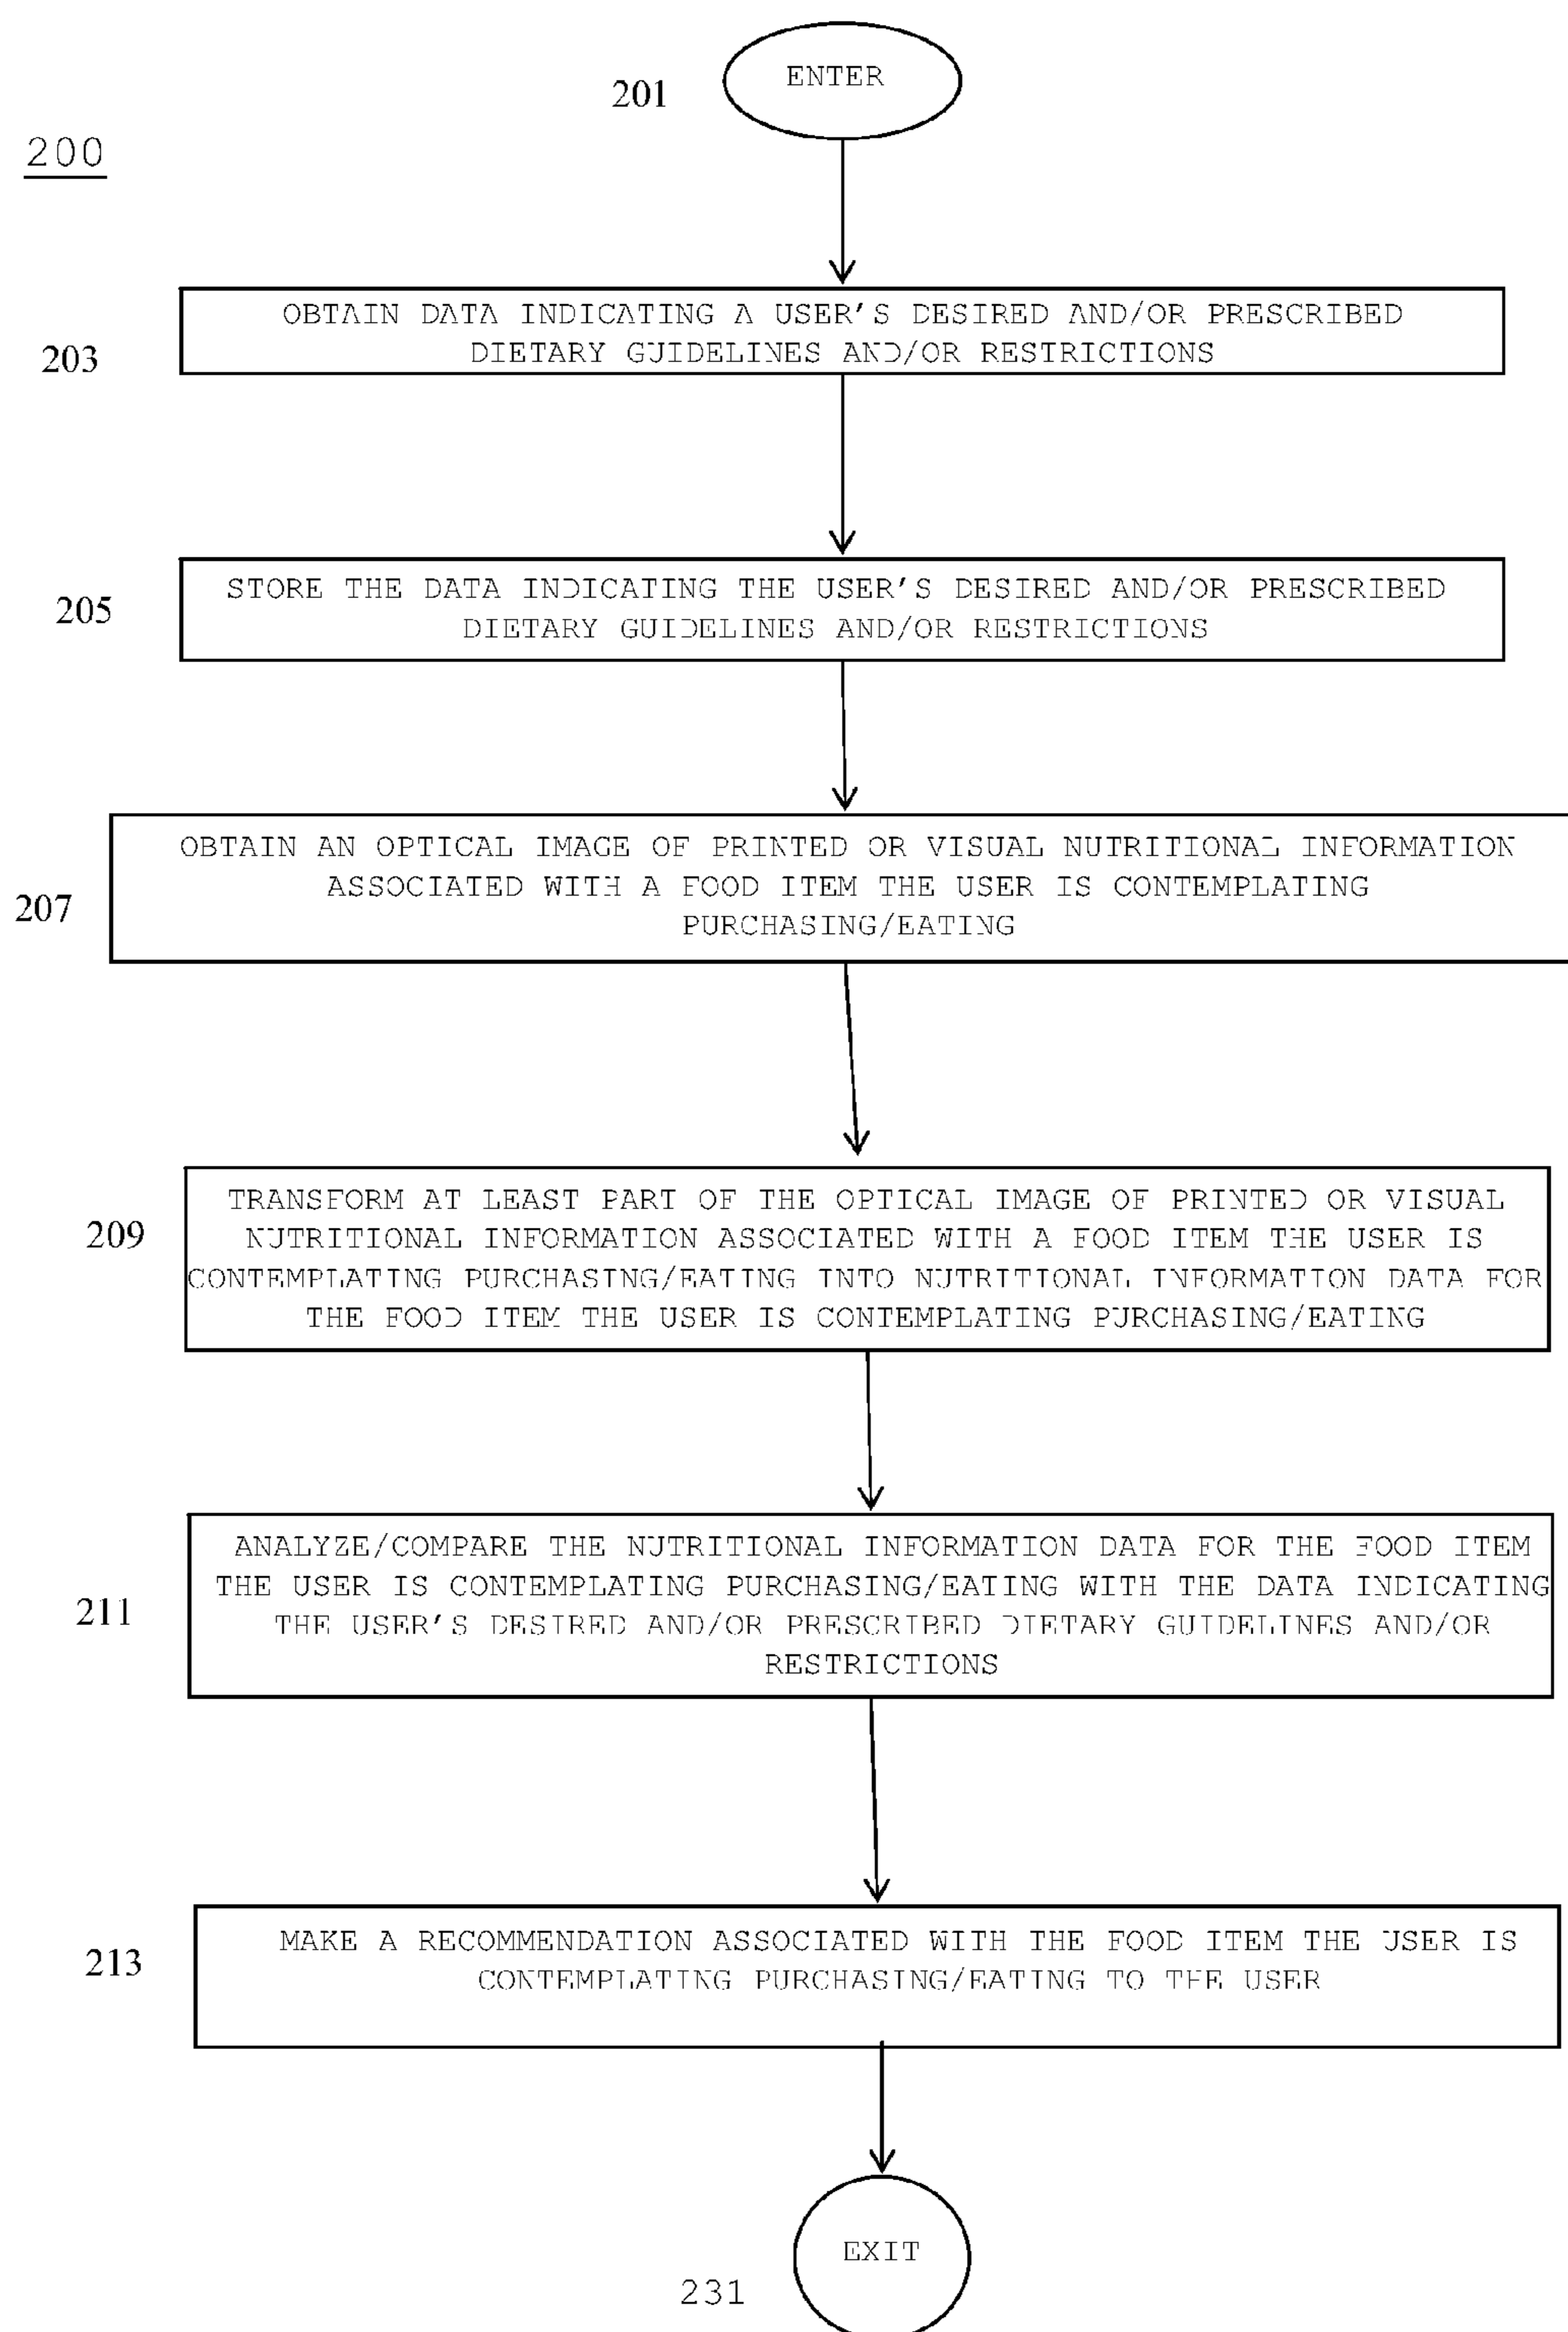 201
ENTER
200
203
OBTAIN DATA INDICATING A USER'S DESIRED AND/OR PRESCRIBED
DIETARY GUIDELINES AND/OR RESTRICTIONS
205
STORE THE DATA INDICATING THE USER'S DESIRED AND/OR PRESCRIBED
DIETARY GUIDELINES AND/OR RESTRICTIONS
207
OBTAIN AN OPTICAL IMAGE OF PRINTED OR VISUAL NUTRITIONAL INFORMATION
ASSOCIATED WITH A FOOD ITEM THE USER IS CONTEMPLATING
PURCHASING/EATING
209
TRANSFORM AT LEAST PART OF THE OPTICAL IMAGE OF PRINTED OR VISUAL
NUTRITIONAL INFORMATION ASSOCIATED WITH A FOOD ITEM THE USER IS
CONTEMPLATING PURCHASING/EATING INTO NUTRITIONAL INFORMATION DATA FOR
THE FOOD ITEM THE USER IS CONTEMPLATING PURCHASING/EATING
211
ANALYZE/COMPARE THE NUTRITIONAL INFORMATION DATA FOR THE FOOD ITEM
THE USER IS CONTEMPLATING PURCHASING/EATING WITH THE DATA INDICATING
THE USER'S DESIRED AND/OR PRESCRIBED DIETARY GUIDELINES AND/OR
RESTRICTIONS
213
MAKE A RECOMMENDATION ASSOCIATED WITH THE FOOD ITEM THE USER IS
CONTEMPLATING PURCHASING/EATING TO THE USER
EXIT
231